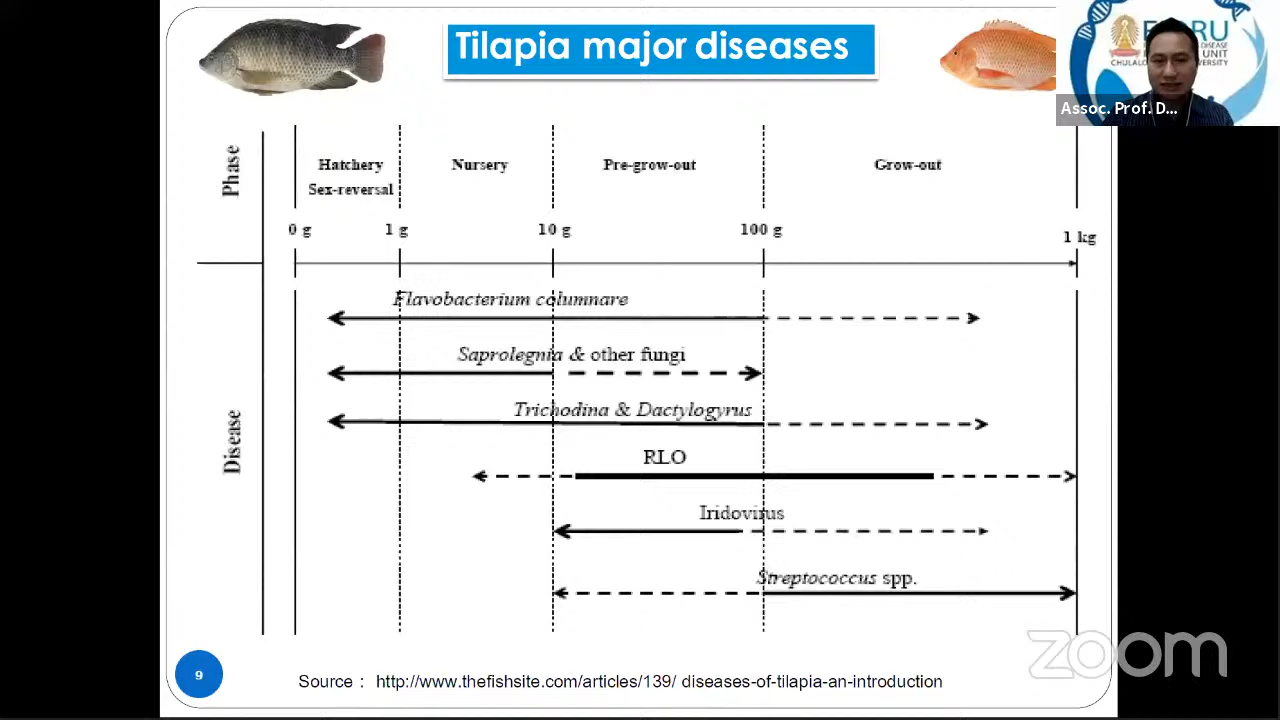 Tilapia major diseases
Assoc. Prof. D...
Phase
Hatchery
Sex-reversal
Nursery
Pre-grow-out
Grow-out
0 g
1 g
10 g
100 g
1 kg
Disease
Flavobacterium columnare
Saprolegnia & other fungi
Trichodina & Dactylogyrus
RLO
Iridovirus
Streptococcus spp.
zoom
9
Source : http://www.thefishsite.com/articles/139/ diseases-of-tilapia-an-introduction